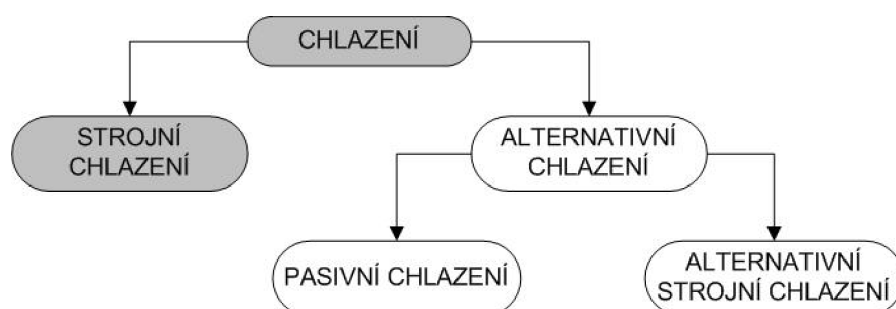 CHLAZENÍ
STROJNÍ
CHLAZENÍ
ALTERNATIVNÍ
CHLAZENÍ
PASIVNÍ CHLAZENÍ
ALTERNATIVNÍ
STROJNÍ CHLAZENÍ